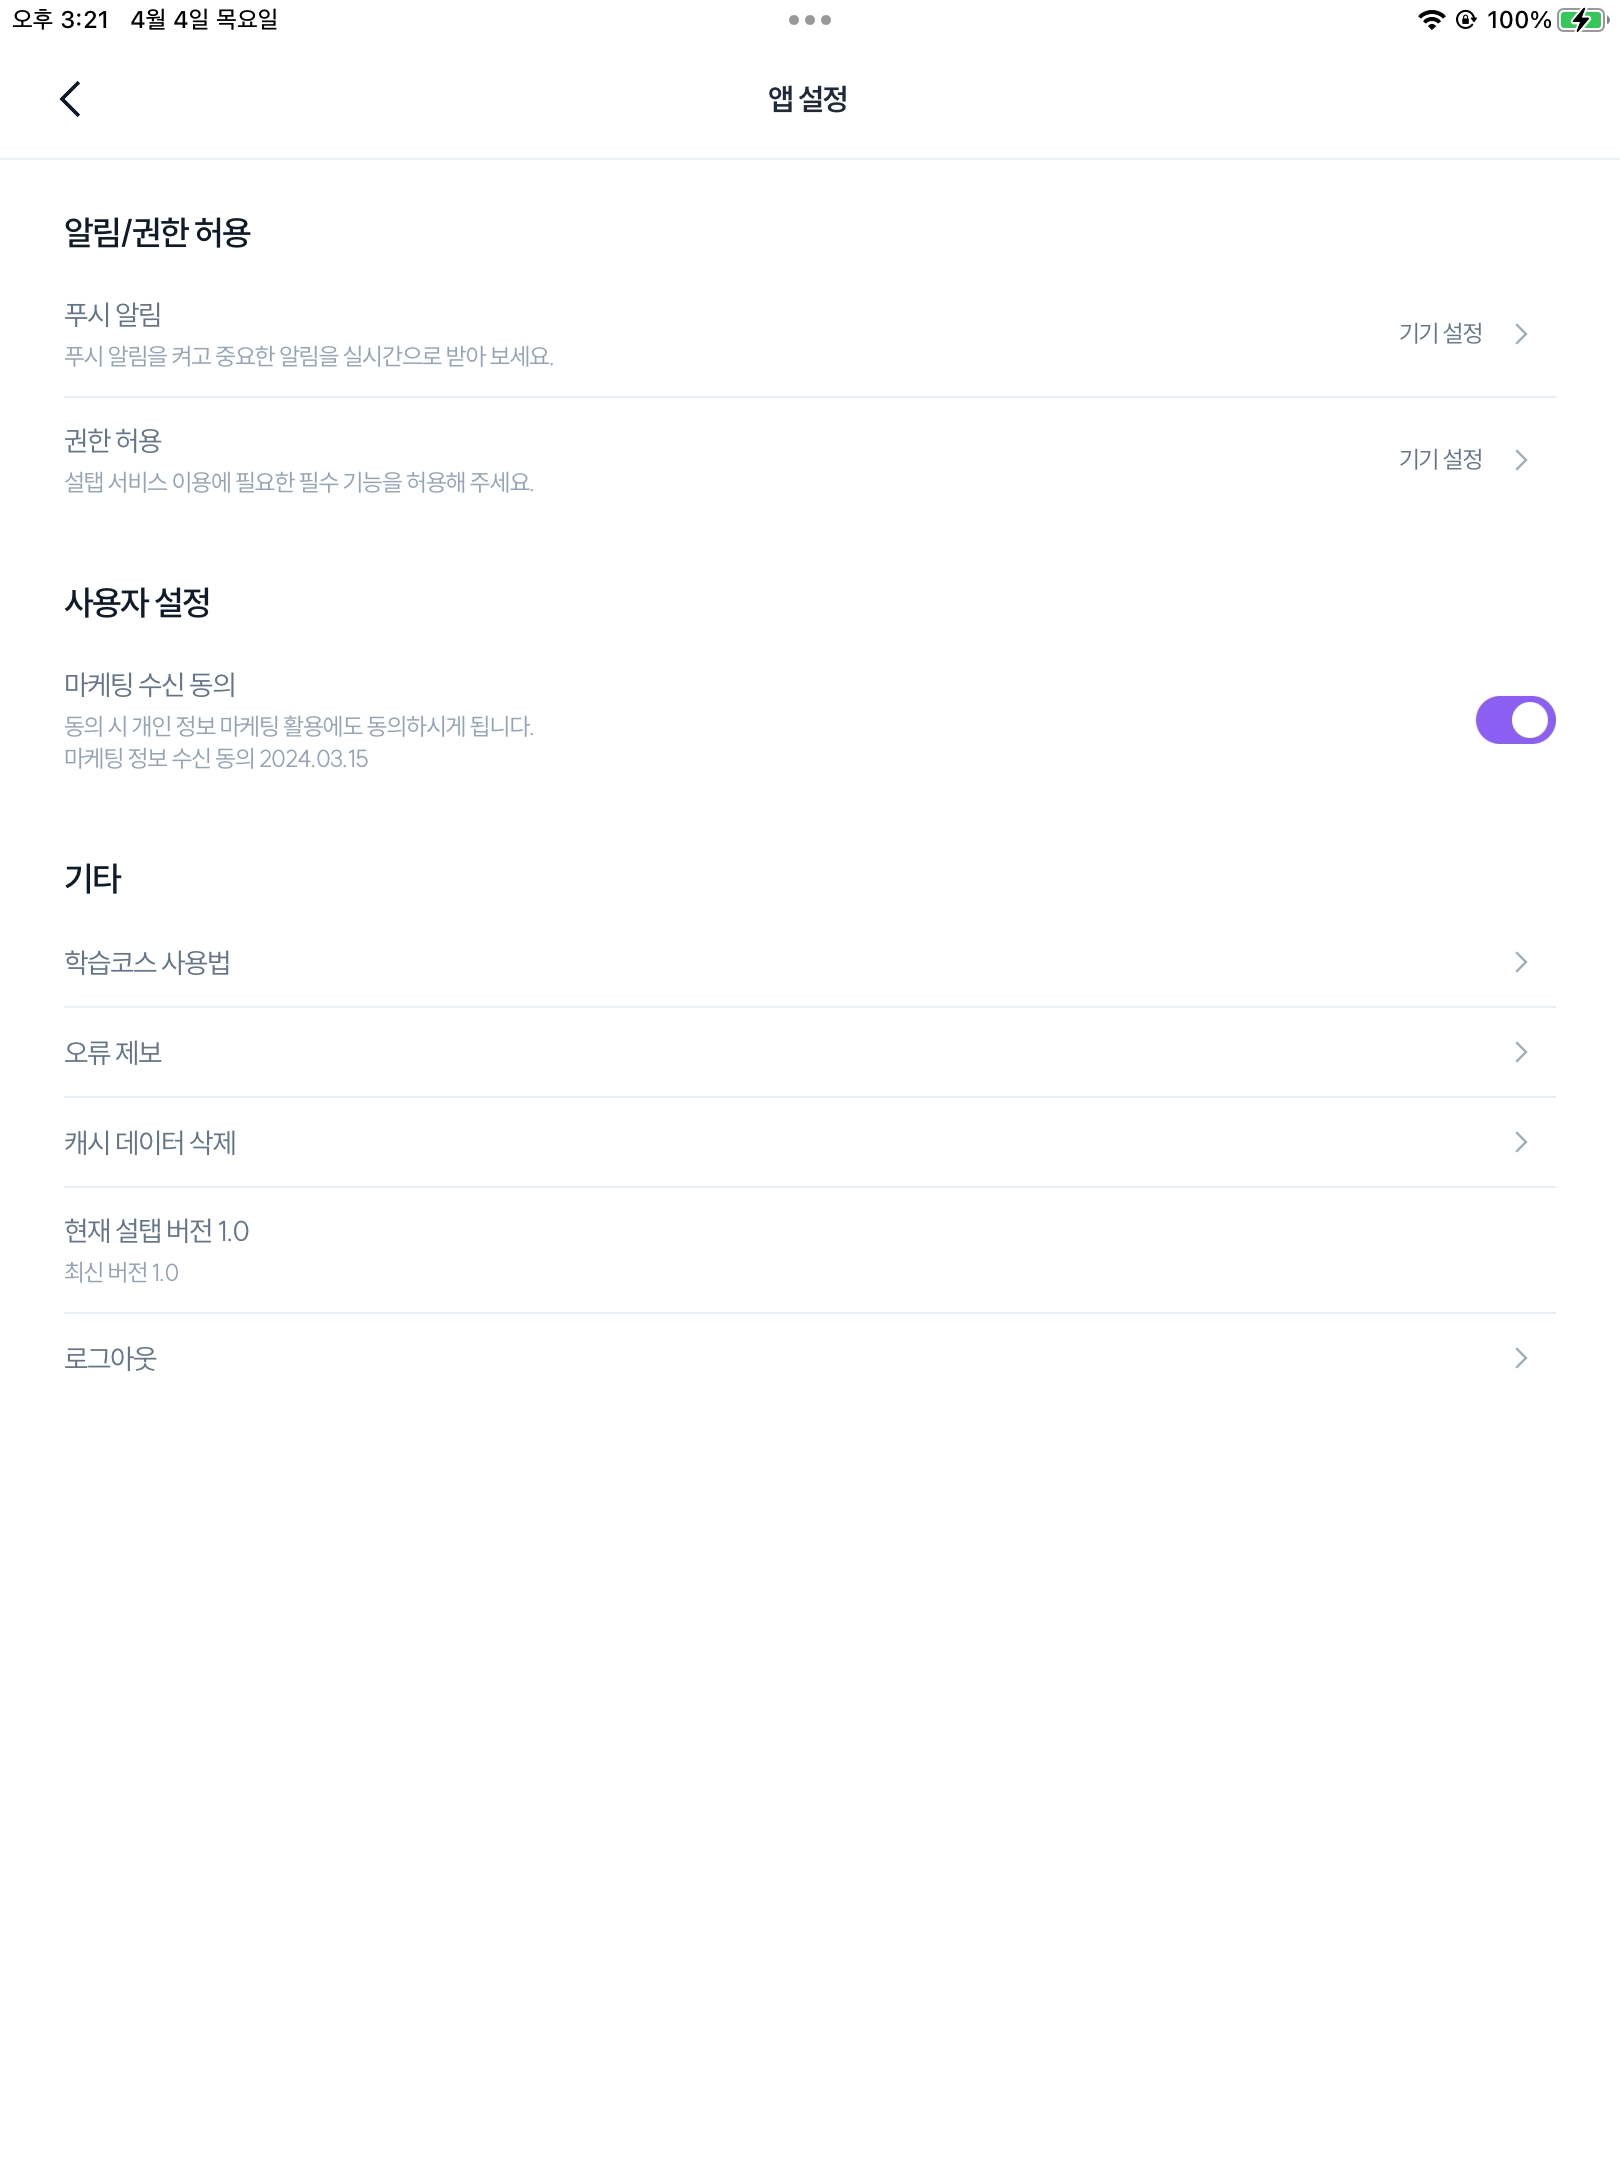 오후 3:21 4월 4일 목요일
100%
앱 설정
알림/권한 허용
푸시 알림
푸시 알림을 켜고 중요한 알림을 실시간으로 받아 보세요.
기기 설정
권한 허용
설탭 서비스 이용에 필요한 필수 기능을 허용해 주세요.
기기 설정
사용자 설정
마케팅 수신 동의
동의 시 개인 정보 마케팅 활용에도 동의하시게 됩니다.
마케팅 정보 수신 동의 2024.03.15
기타
학습코스 사용법
오류 제보
캐시 데이터 삭제
현재 설탭 버전 1.0
최신 버전 1.0
로그아웃